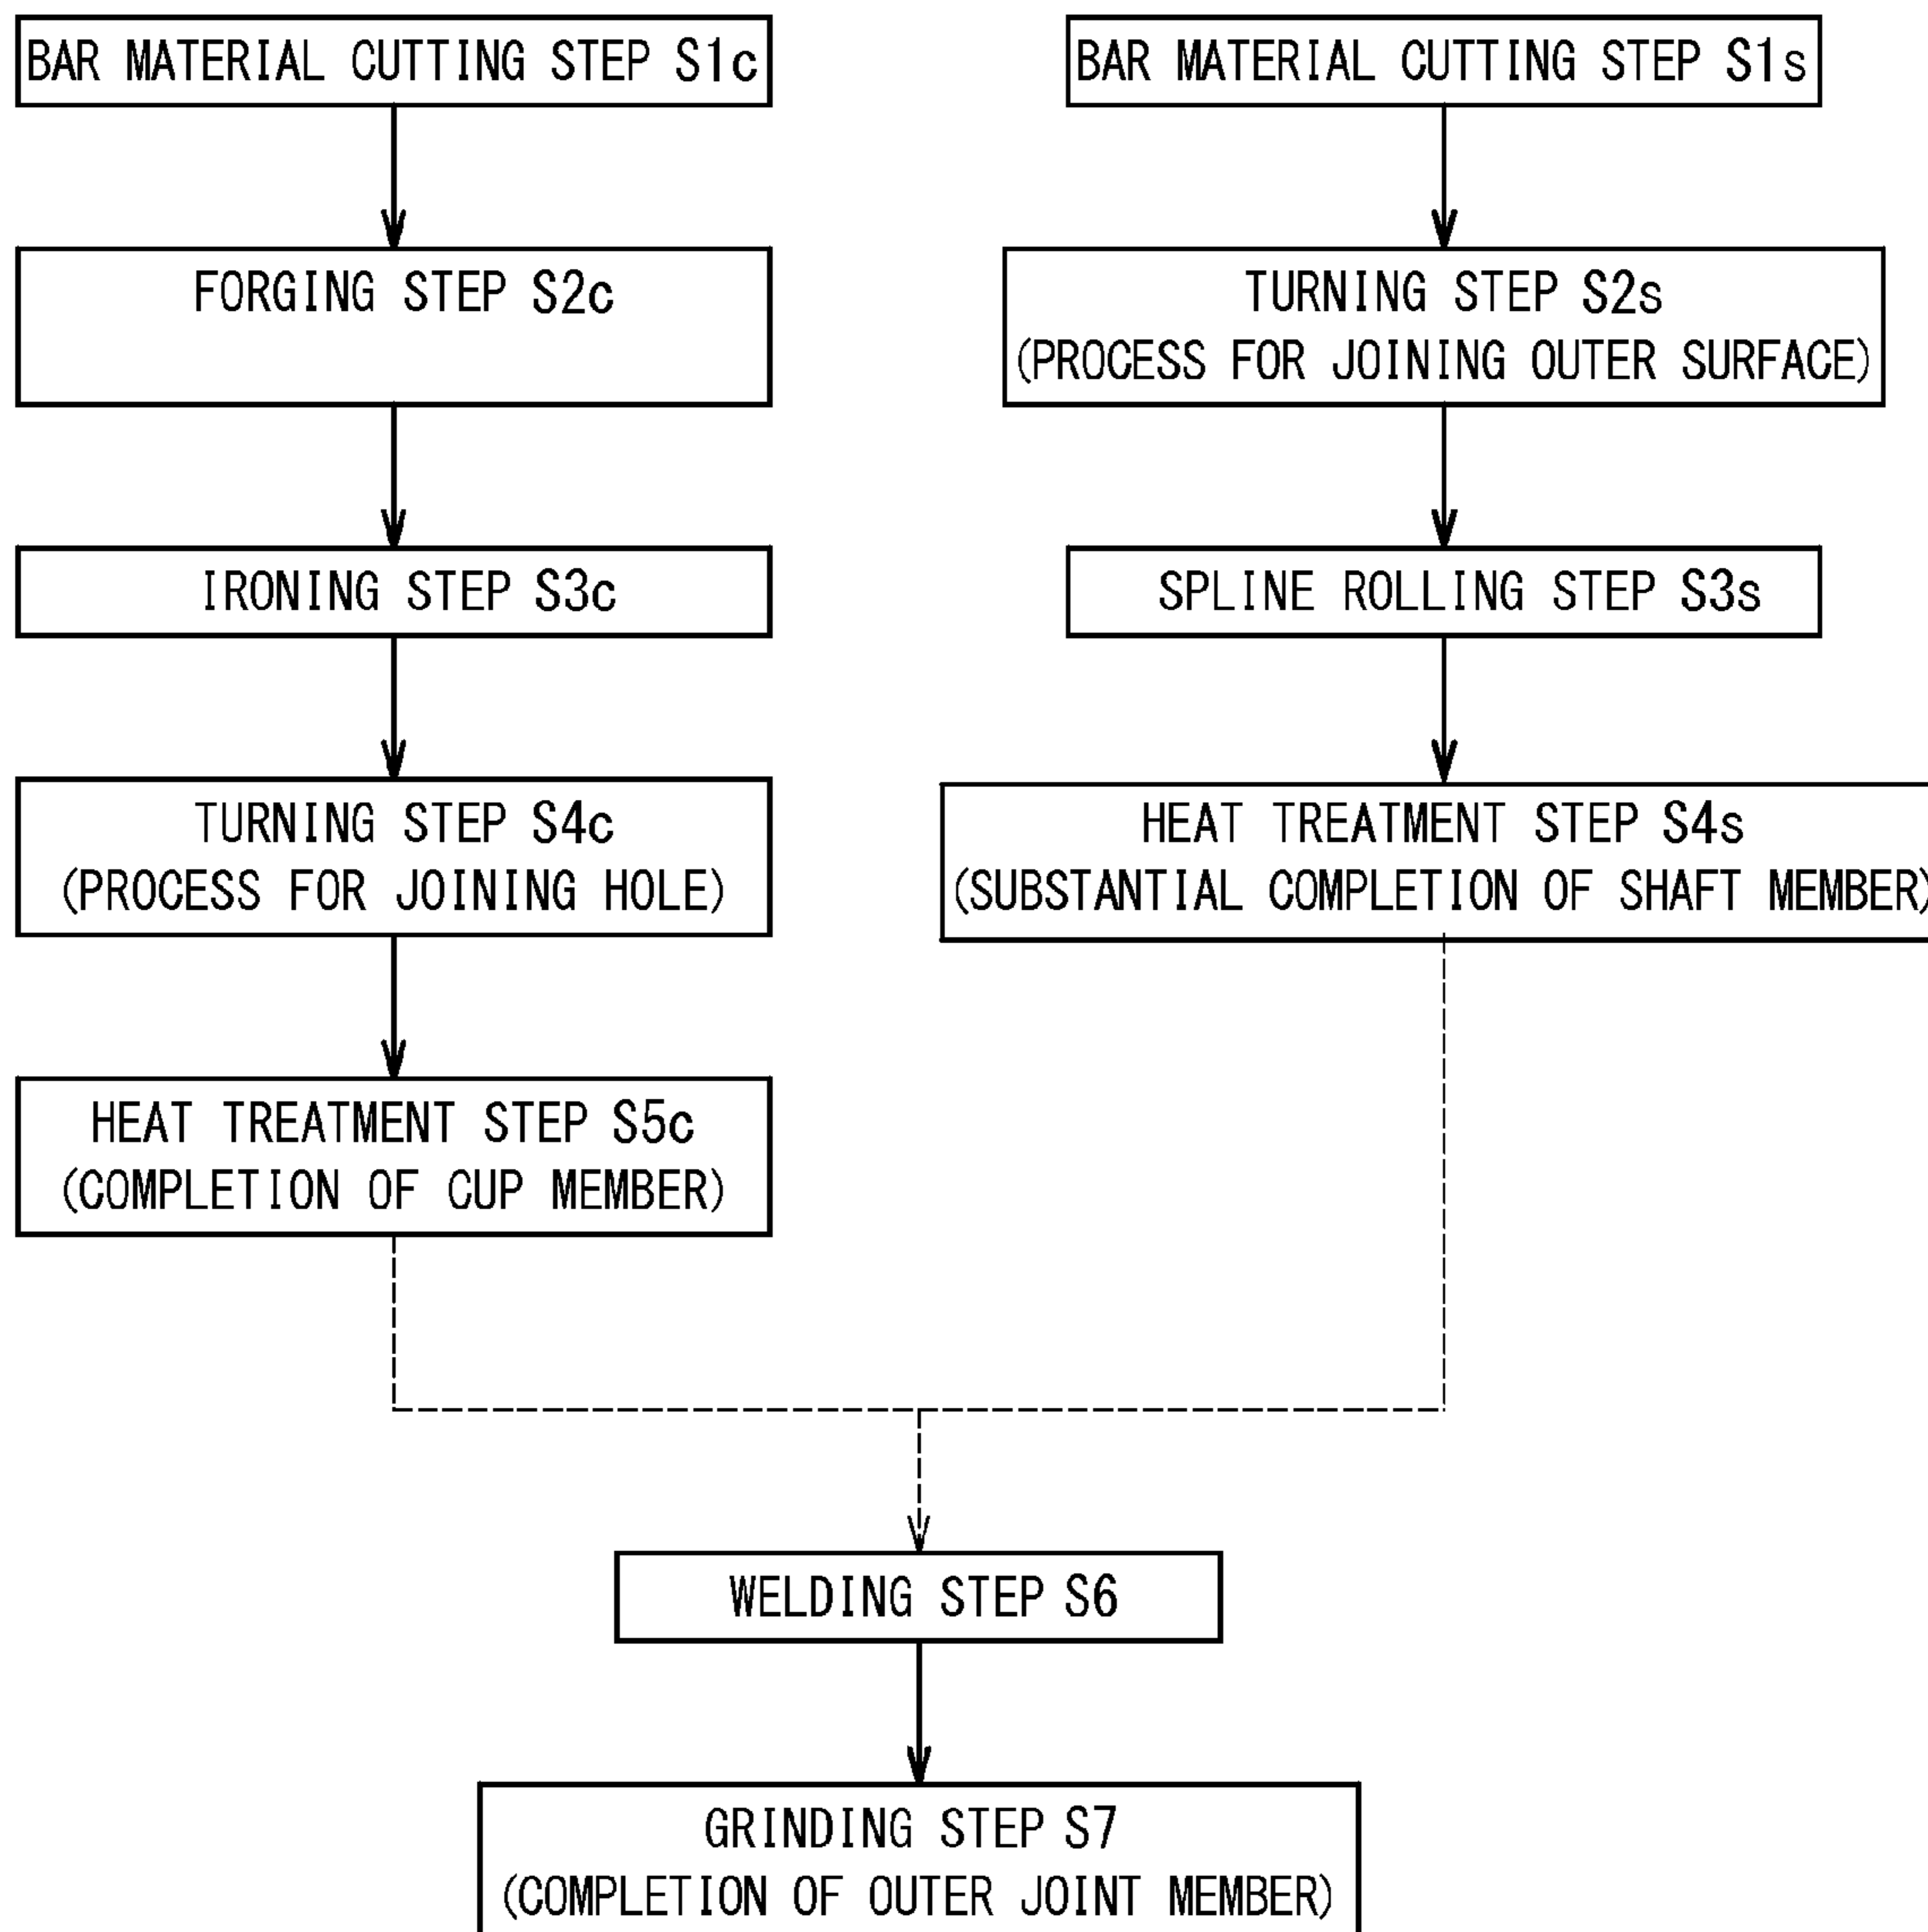 BAR MATERIAL CUTTING STEP S1c
FORGING STEP S2c
IRONING STEP S3c
TURNING STEP S4c
(PROCESS FOR JOINING HOLE)
HEAT TREATMENT STEP S5c
(COMPLETION OF CUP MEMBER)
BAR MATERIAL CUTTING STEP S1s
TURNING STEP S2s
(PROCESS FOR JOINING OUTER SURFACE)
SPLINE ROLLING STEP S3s
HEAT TREATMENT STEP S4s
(SUBSTANTIAL COMPLETION OF SHAFT MEMBER)
WELDING STEP S6
GRINDING STEP S7
(COMPLETION OF OUTER JOINT MEMBER)